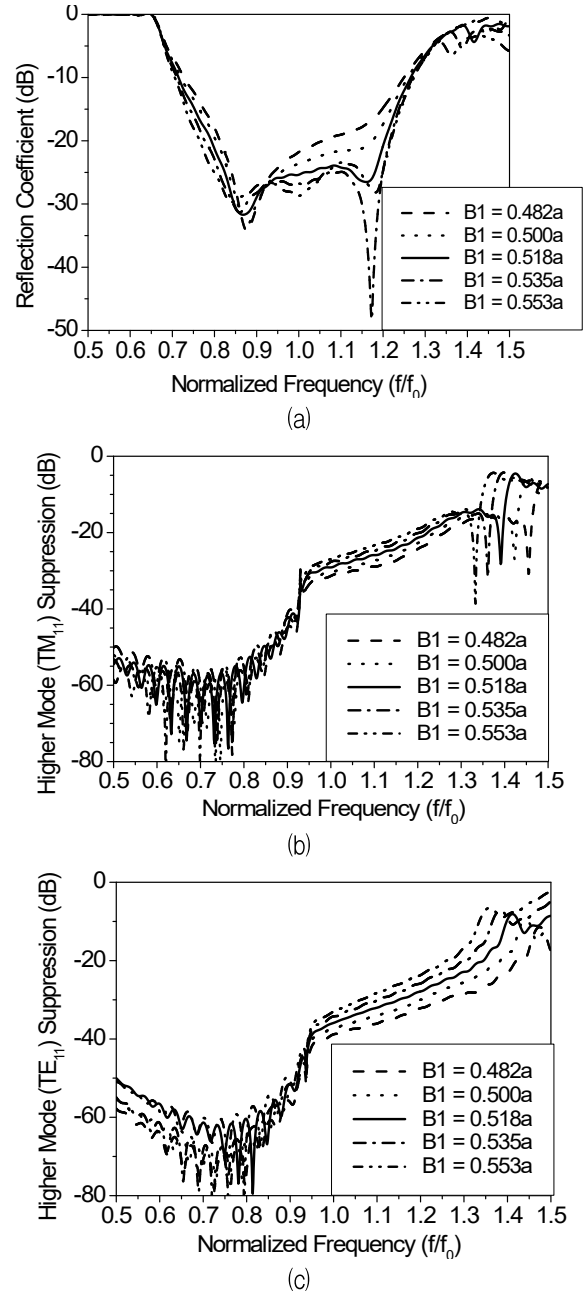 0
-10
-20
-30
-40
-50
Reflection Coefficient (dB)
B1 = 0.482a
B1 = 0.500a
B1 = 0.518a
B1 = 0.535a
B1 = 0.553a
0.5 0.6 0.7 0.8 0.9 1.0 1.1 1.2 1.3 1.4 1.5
Normalized Frequency (f/f₀)
(a)
0
-20
-40
-60
-80
Higher Mode (TM₁₁) Suppression (dB)
B1 = 0.482a
B1 = 0.500a
B1 = 0.518a
B1 = 0.535a
B1 = 0.553a
0.5 0.6 0.7 0.8 0.9 1.0 1.1 1.2 1.3 1.4 1.5
Normalized Frequency (f/f₀)
(b)
0
-20
-40
-60
-80
Higher Mode (TE₁₁) Suppression (dB)
B1 = 0.482a
B1 = 0.500a
B1 = 0.518a
B1 = 0.535a
B1 = 0.553a
0.5 0.6 0.7 0.8 0.9 1.0 1.1 1.2 1.3 1.4 1.5
Normalized Frequency (f/f₀)
(c)